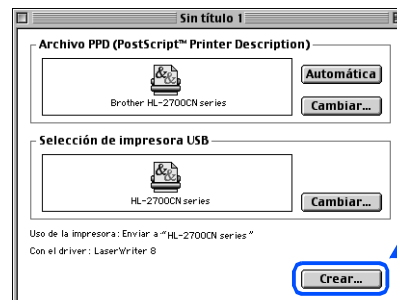 Sin título 1
Archivo PPD (PostScript™ Printer Description)
Automática
Brother HL-2700CN series
Cambiar...
Selección de impresora USB
HL-2700CN series
Cambiar...
Uso de la impresora: Enviar a “HL-2700CN series”
Con el driver: LaserWriter 8
Crear...